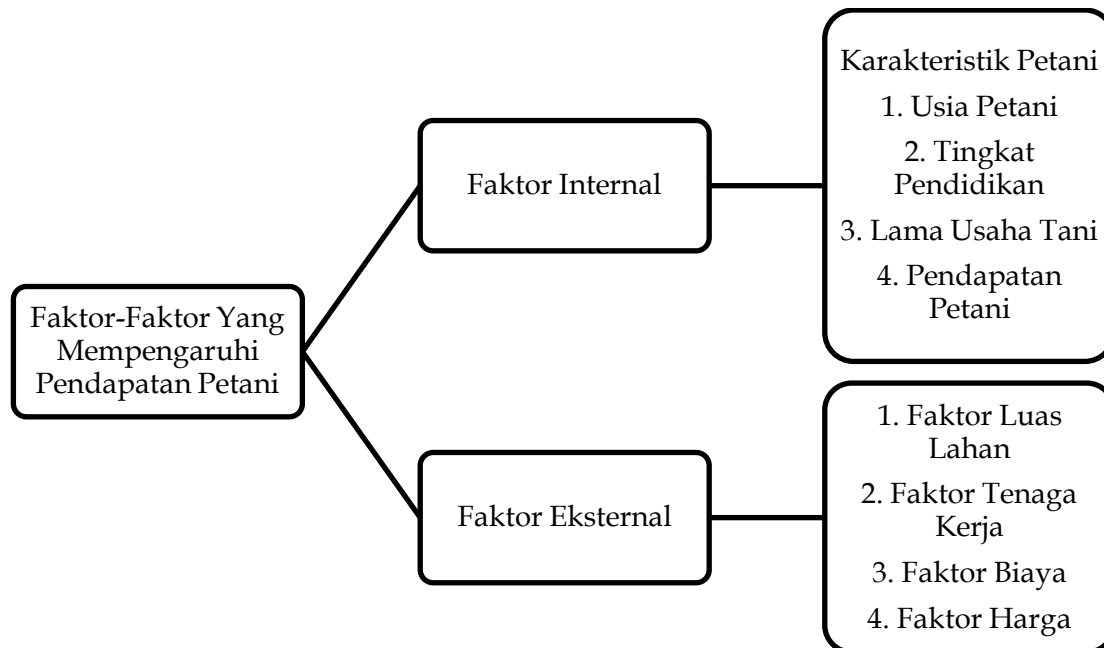 Faktor-Faktor Yang
Mempengaruhi
Pendapatan Petani
Faktor Internal
Karakteristik Petani
1. Usia Petani
2. Tingkat
Pendidikan
3. Lama Usaha Tani
4. Pendapatan
Petani
Faktor Eksternal
1. Faktor Luas
Lahan
2. Faktor Tenaga
Kerja
3. Faktor Biaya
4. Faktor Harga